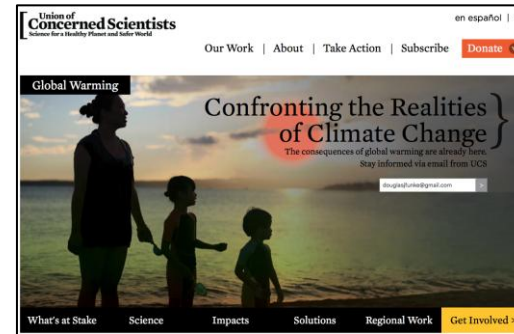 en español |
Union of
Concerned Scientists
Science for a Healthy Planet and Safer World
Our Work | About | Take Action | Subscribe Donate
Global Warming
Confronting the Realities
of Climate Change
The consequences of global warming are already here.
Stay informed via email from UCS
douglasjfunke@gmail.com >
What's at Stake Science Impacts Solutions Regional Work Get Involved